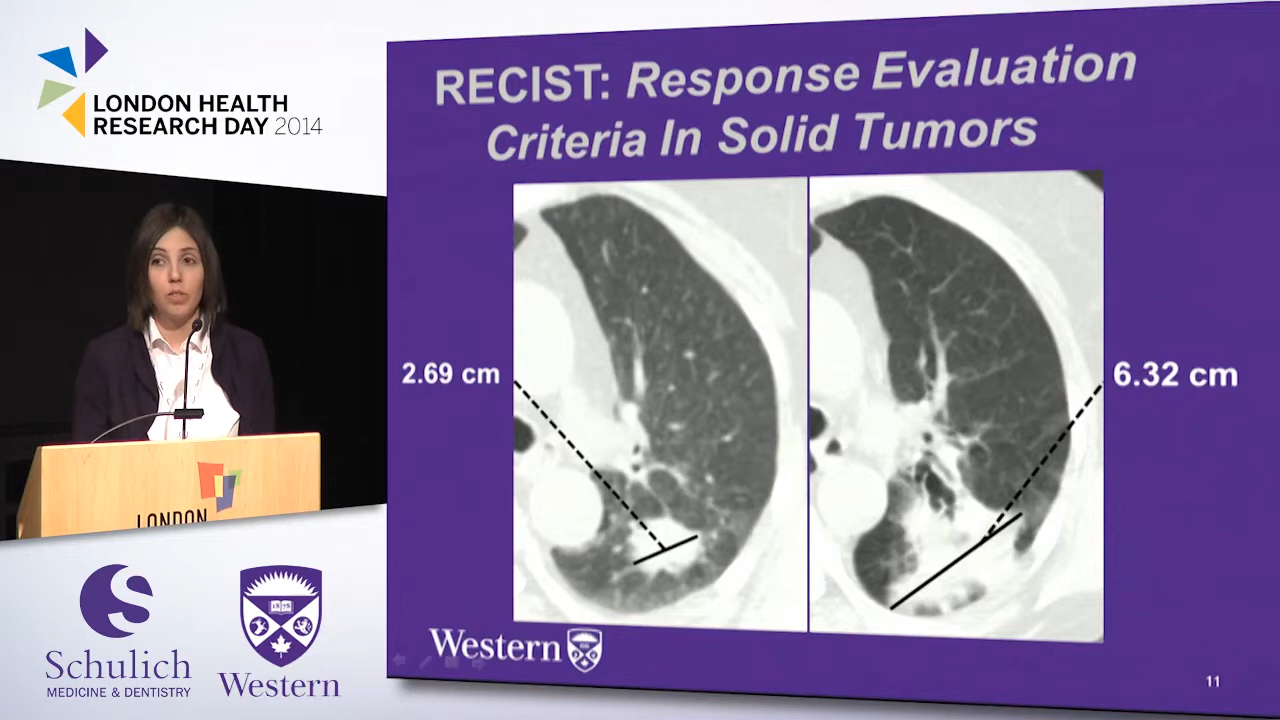 LONDON HEALTH
RESEARCH DAY 2014
RECIST: Response Evaluation
Criteria In Solid Tumors
2.69 cm
6.32 cm
LONDON
Schulich
MEDICINE & DENTISTRY
1878
Western
Western
11